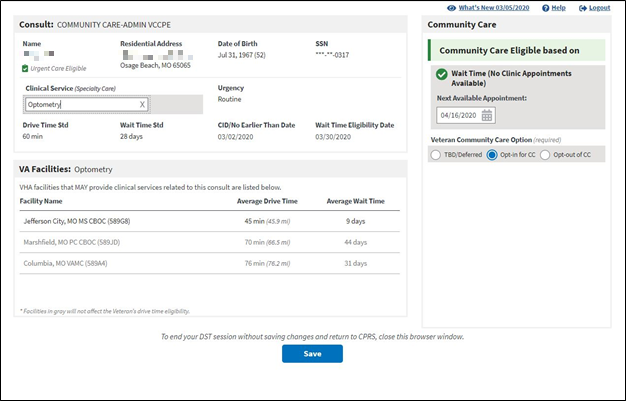 What's New 03/05/2020 Help Logout
Consult: COMMUNITY CARE-ADMIN VCCPE
Name Residential Address Date of Birth SSN
Jul 31, 1967 (52) ***-**-0317
Osage Beach, MO 65065
Urgent Care Eligible
Clinical Service (Specialty Care) Urgency
Optometry X Routine
Drive Time Std Wait Time Std CID/No Earlier Than Date Wait Time Eligibility Date
60 min 28 days 03/02/2020 03/30/2020
VA Facilities: Optometry
VHA facilities that MAY provide clinical services related to this consult are listed below.
Facility Name Average Drive Time Average Wait Time
Jefferson City, MO MS CBOC (589G8) 45 min (45.9 mi) 9 days
Marshfield, MO PC CBOC (589JD) 70 min (66.5 mi) 44 days
Columbia, MO VAMC (589A4) 76 min (76.2 mi) 31 days
* Facilities in gray will not affect the Veteran's drive time eligibility.
Community Care
Community Care Eligible based on
Wait Time (No Clinic Appointments
Available)
Next Available Appointment:
04/16/2020
Veteran Community Care Option (required)
TBD/Deferred Opt-in for CC Opt-out of CC
To end your DST session without saving changes and return to CPRS, close this browser window.
Save